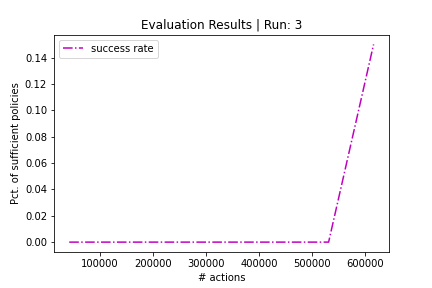 Evaluation Results | Run: 3
success rate
Pct. of sufficient policies
0.14
0.12
0.10
0.08
0.06
0.04
0.02
0.00
100000 200000 300000 400000 500000 600000
# actions